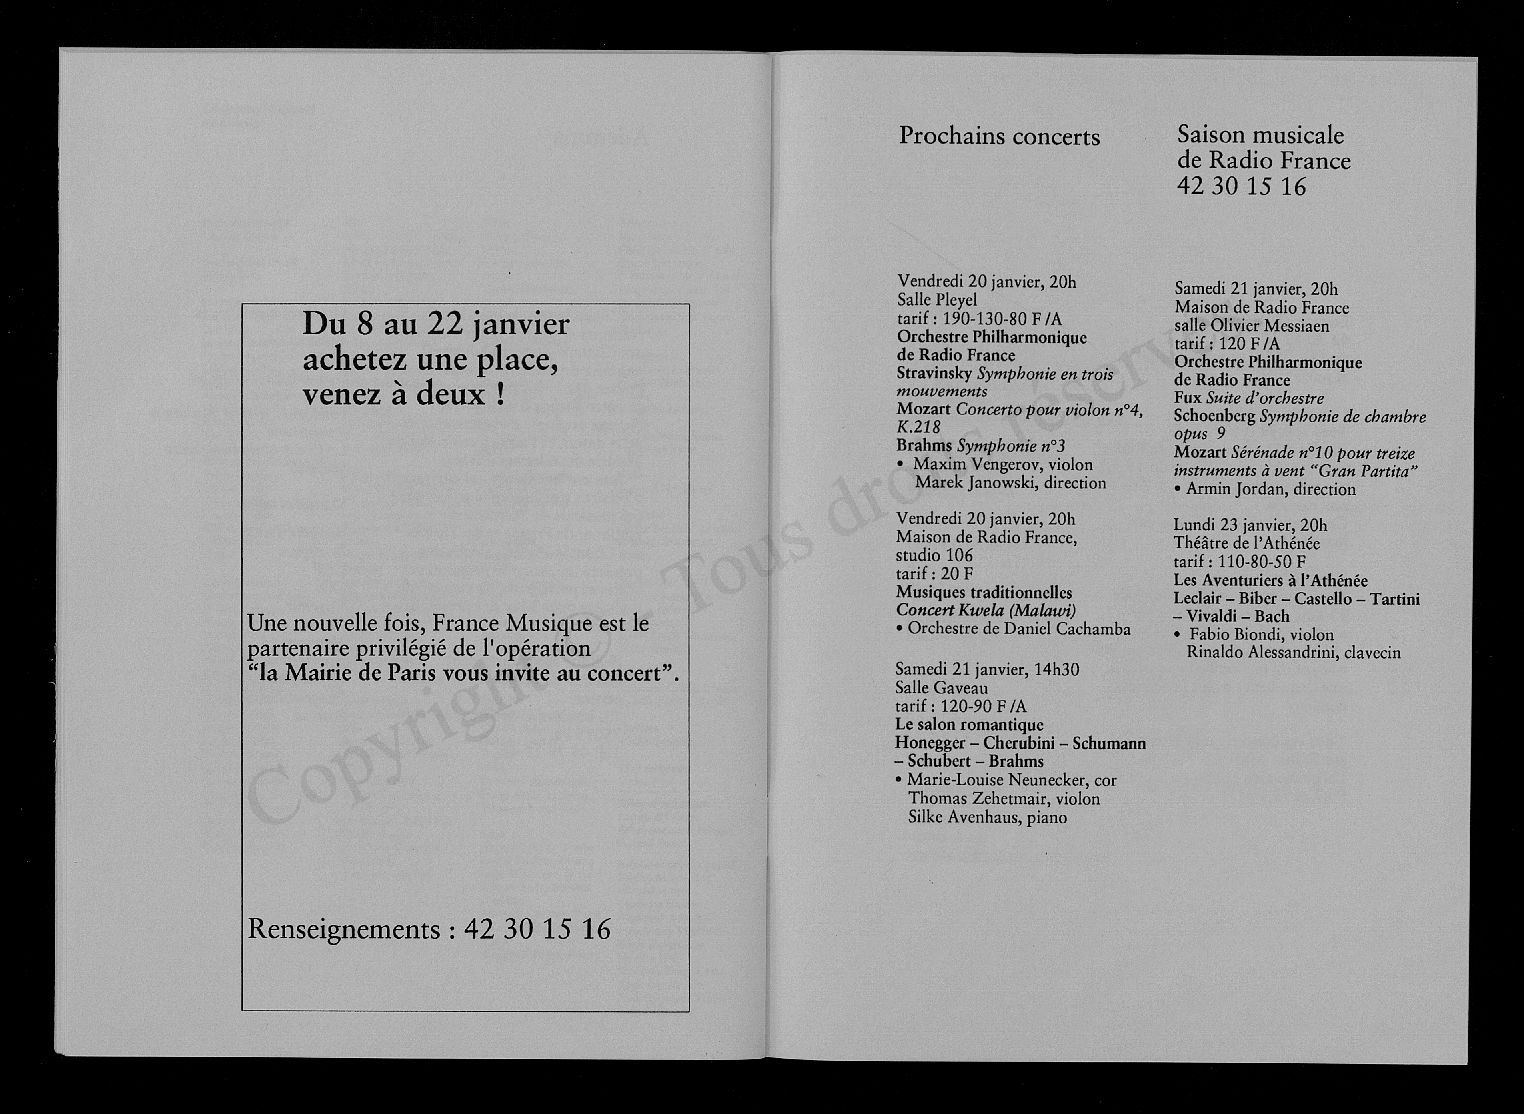 Du 8 au 22 janvier
achetez une place,
venez à deux !
Une nouvelle fois, France Musique est le
partenaire privilégié de l'opération
“la Mairie de Paris vous invite au concert”.
Renseignements : 42 30 15 16
Prochains concerts
Vendredi 20 janvier, 20h
Salle Pleyel
tarif : 190-130-80 F /A
Orchestre Philharmonique
de Radio France
Stravinsky Symphonie en trois
mouvements
Mozart Concerto pour violon n°4,
K.218
Brahms Symphonie n°3
• Maxim Vengerov, violon
Marek Janowski, direction
Vendredi 20 janvier, 20h
Maison de Radio France,
studio 106
tarif : 20 F
Musiques traditionnelles
Concert Kwela (Malawi)
• Orchestre de Daniel Cachamba
Samedi 21 janvier, 14h30
Salle Gaveau
tarif : 120-90 F /A
Le salon romantique
Honegger – Cherubini – Schumann
– Schubert – Brahms
• Marie-Louise Neunecker, cor
Thomas Zehetmair, violon
Silke Avenhaus, piano
Saison musicale
de Radio France
42 30 15 16
Samedi 21 janvier, 20h
Maison de Radio France
salle Olivier Messiaen
tarif : 120 F /A
Orchestre Philharmonique
de Radio France
Fux Suite d’orchestre
Schoenberg Symphonie de chambre
opus 9
Mozart Sérénade n°10 pour treize
instruments à vent “Gran Partita”
• Armin Jordan, direction
Lundi 23 janvier, 20h
Théâtre de l’Athénée
tarif : 110-80-50 F
Les Aventuriers à l’Athénée
Leclair – Biber – Castello – Tartini
– Vivaldi – Bach
• Fabio Biondi, violon
Rinaldo Alessandrini, clavecin
Copyright © - Tous droits réservés